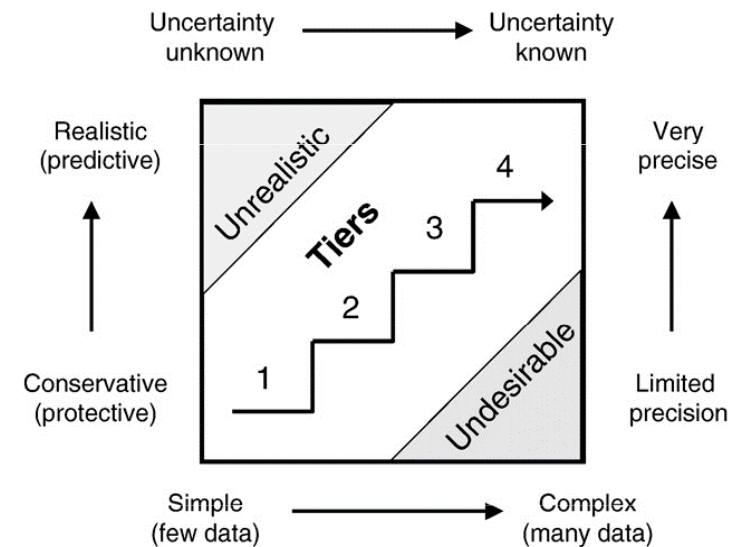 Uncertainty
unknown
Uncertainty
known
Realistic
(predictive)
Very
precise
Unrealistic
Tiers
4
3
2
1
Conservative
(protective)
Undesirable
Limited
precision
Simple
(few data)
Complex
(many data)